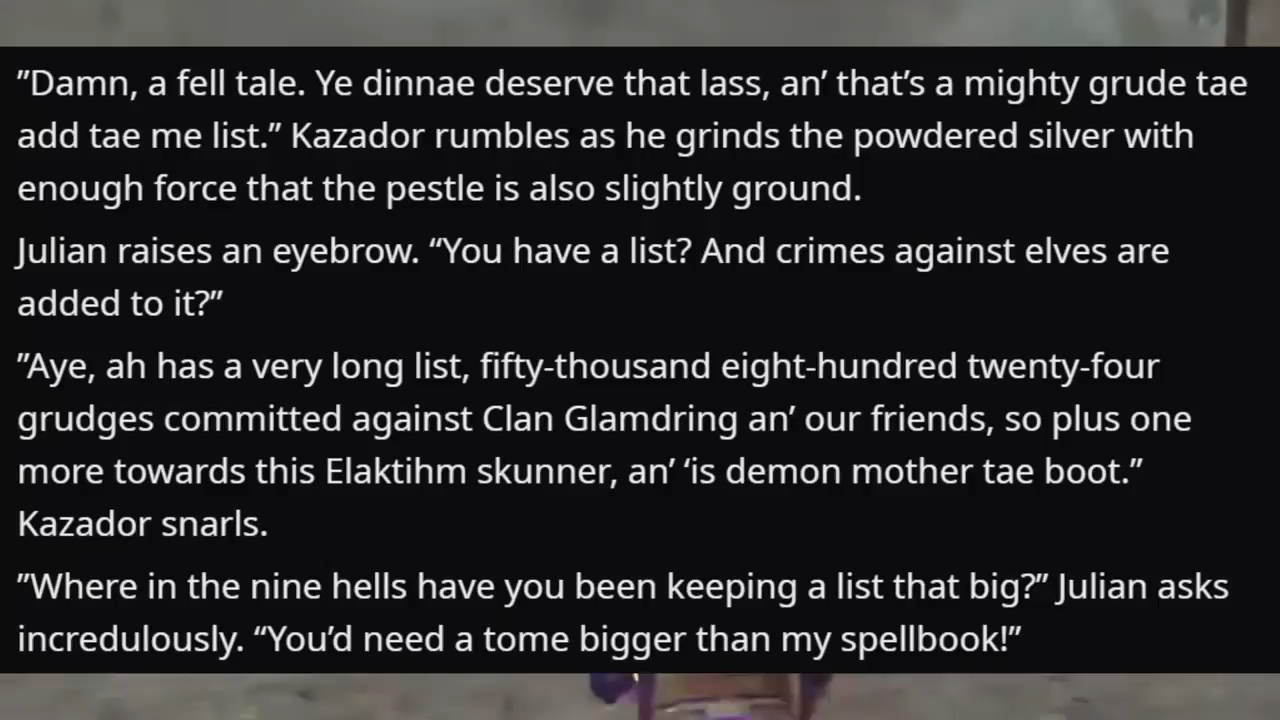 ”Damn, a fell tale. Ye dinnae deserve that lass, an’ that’s a mighty grude tae
add tae me list.” Kazador rumbles as he grinds the powdered silver with
enough force that the pestle is also slightly ground.
Julian raises an eyebrow. “You have a list? And crimes against elves are
added to it?”
”Aye, ah has a very long list, fifty-thousand eight-hundred twenty-four
grudges committed against Clan Glamdring an’ our friends, so plus one
more towards this Elaktihm skunner, an’ ‘is demon mother tae boot.”
Kazador snarls.
”Where in the nine hells have you been keeping a list that big?” Julian asks
incredulously. “You’d need a tome bigger than my spellbook!”